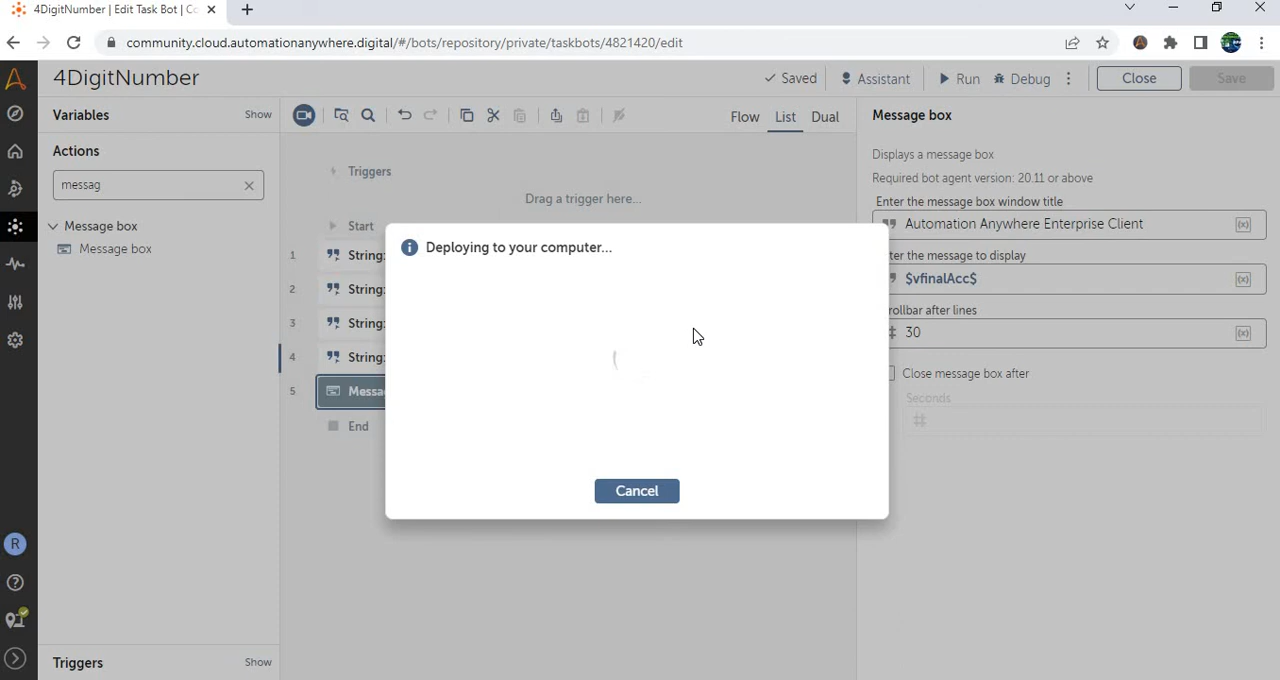 4DigitNumber | Edit Task Bot | Co
community.cloud.automationanywhere.digital/#/bots/repository/private/taskbots/4821420/edit
4DigitNumber
Saved
Assistant
Run
Debug
Close
Save
Variables
Show
Flow
List
Dual
Message box
Actions
messag
Message box
Message box
Triggers
Drag a trigger here...
Start
1 String:
2 String:
3 String:
4 String:
5 Messa
End
Deploying to your computer...
Cancel
Displays a message box
Required bot agent version: 20.11 or above
Enter the message box window title
Automation Anywhere Enterprise Client
ter the message to display
$vfinalAcc$
rollbar after lines
30
Close message box after
Seconds
R
Triggers
Show